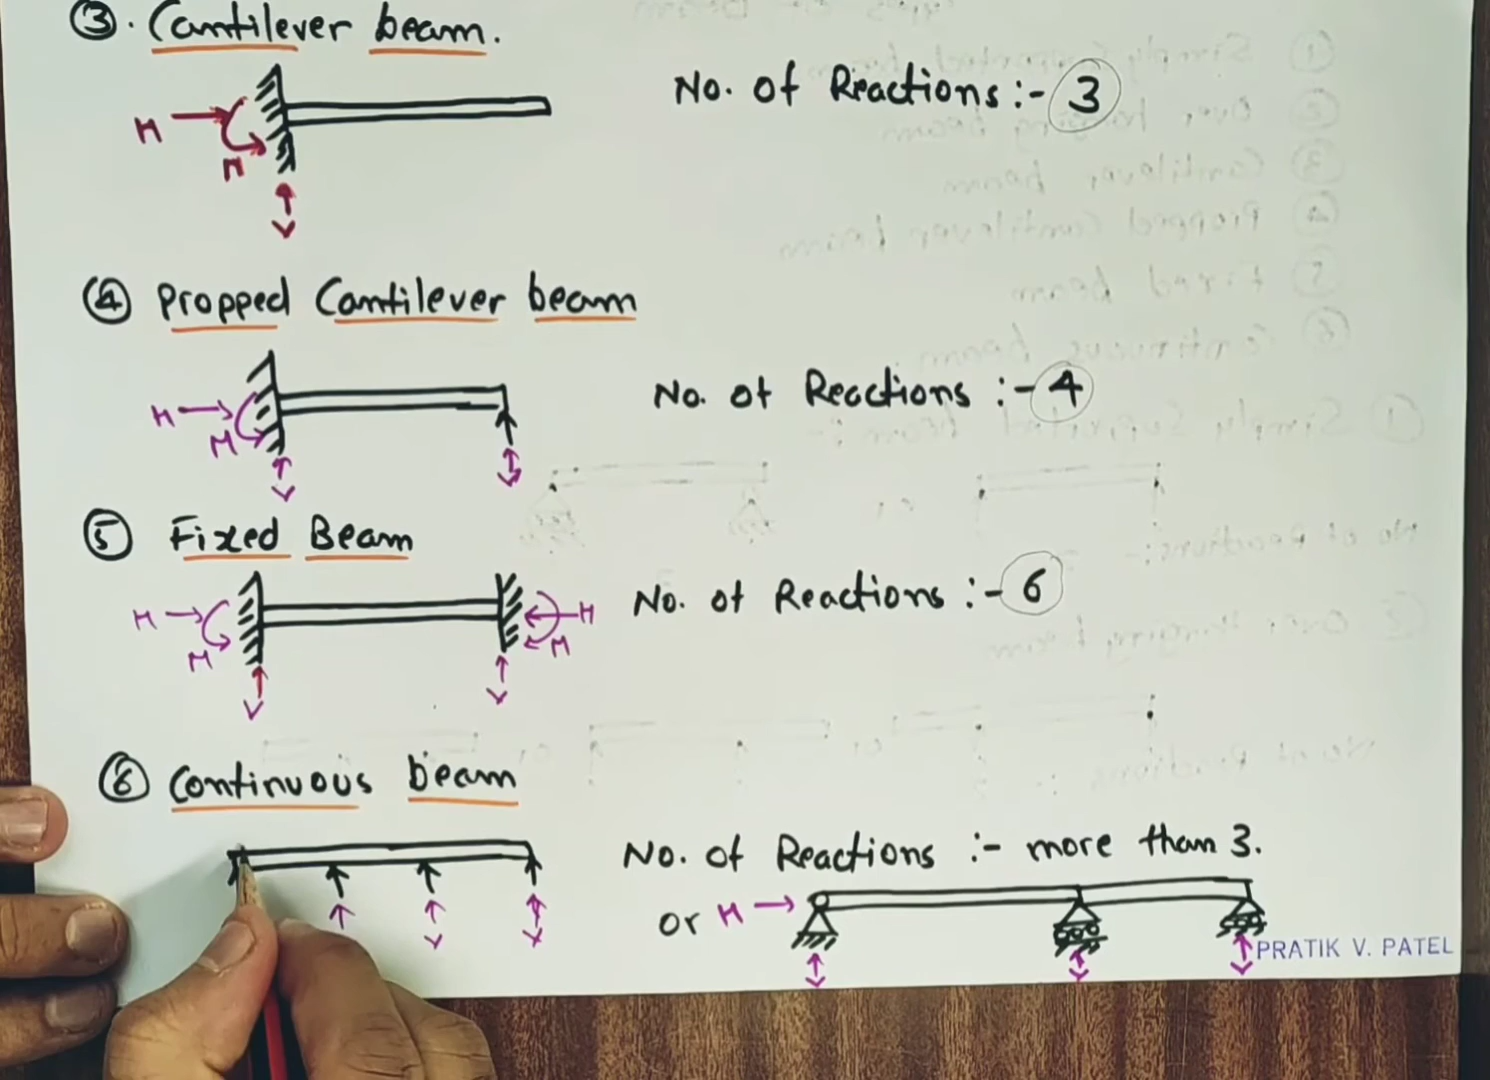 ③. Cantilever beam.
No. of Reactions :- 3
H
M
V
④ Propped Cantilever beam
No. of Reactions :- 4
H
M
V
V
⑤ Fixed Beam
No. of Reactions :- 6
H
M
V
H
M
V
⑥ Continuous beam
No. of Reactions :- more than 3.
V
V
or H
V
V
V
PRATIK V. PATEL